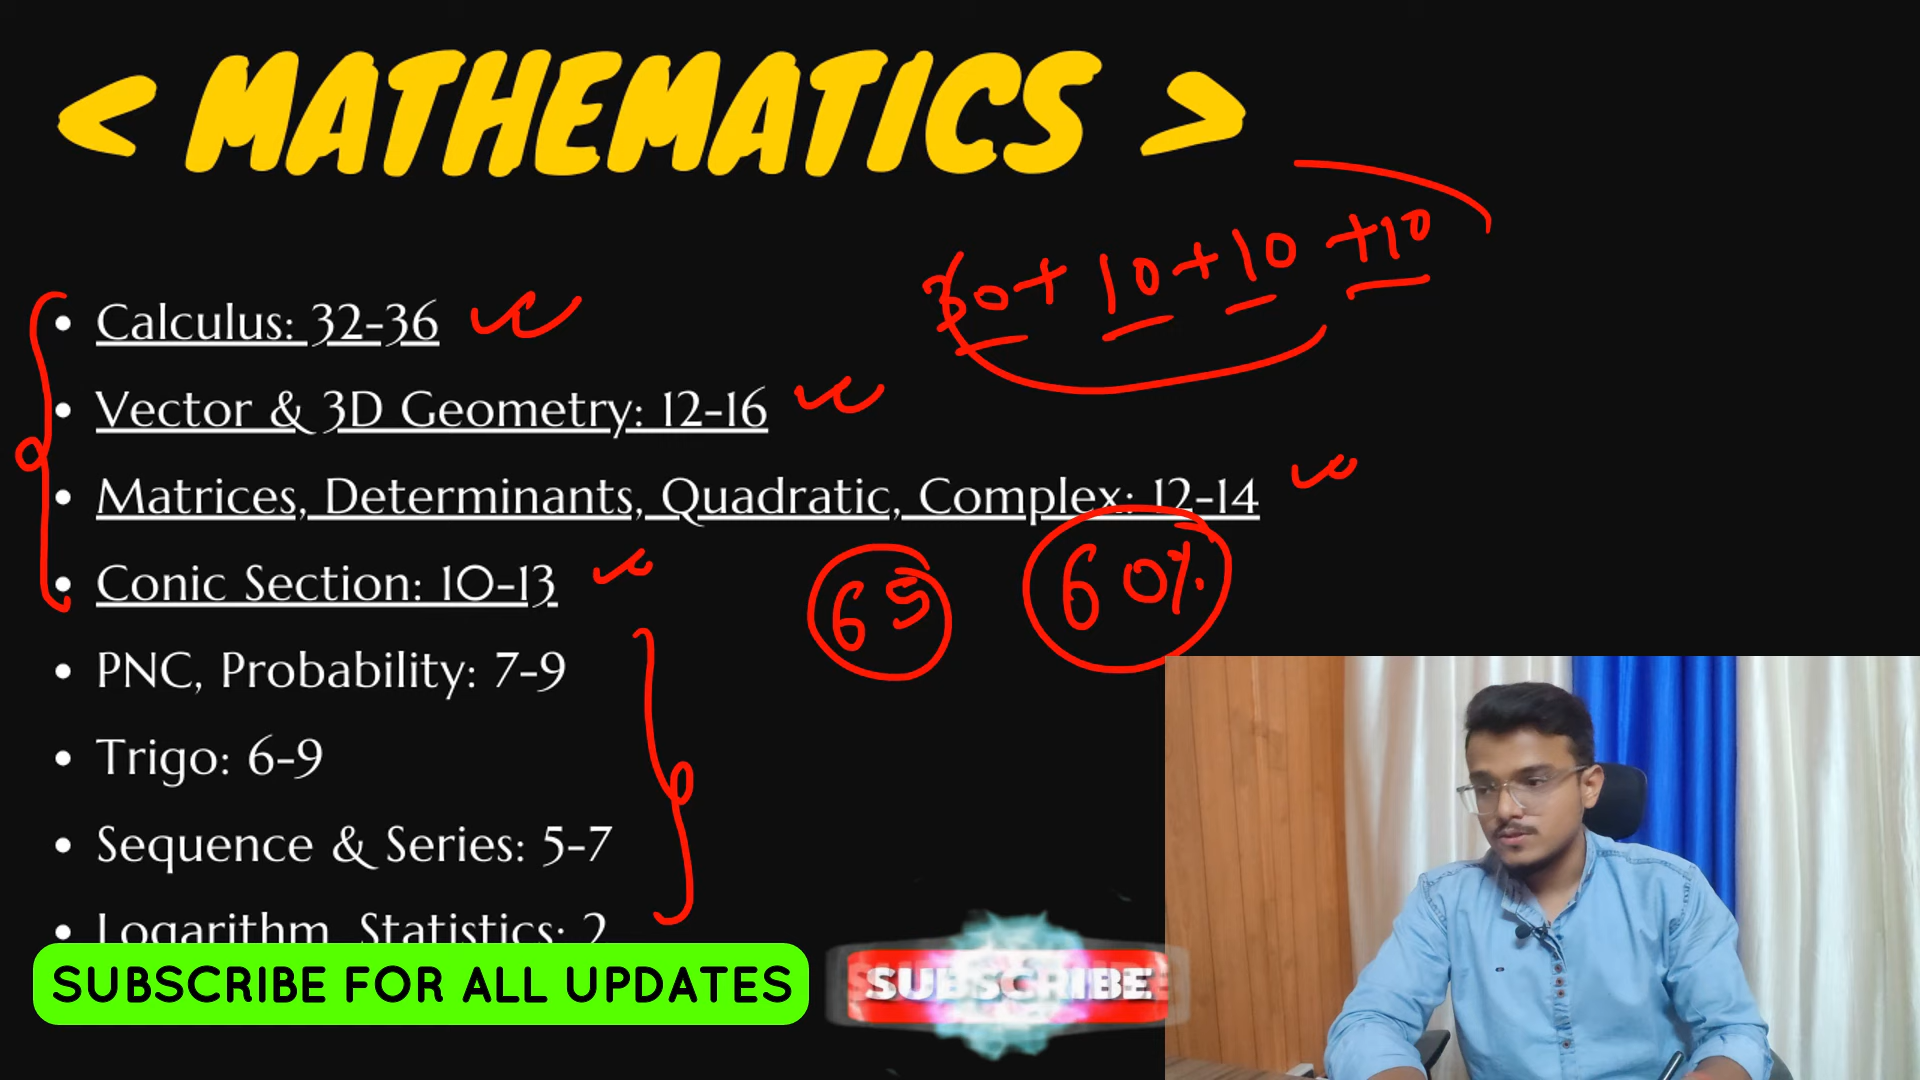 < MATHEMATICS >
30+ 10+10 +10
• Calculus: 32-36
• Vector & 3D Geometry: 12-16
• Matrices, Determinants, Quadratic, Complex: 12-14
• Conic Section: 10-13
65 60%
• PNC, Probability: 7-9
• Trigo: 6-9
• Sequence & Series: 5-7
• Logarithm, Statistics: 2
SUBSCRIBE FOR ALL UPDATES
SUBSCRIBE